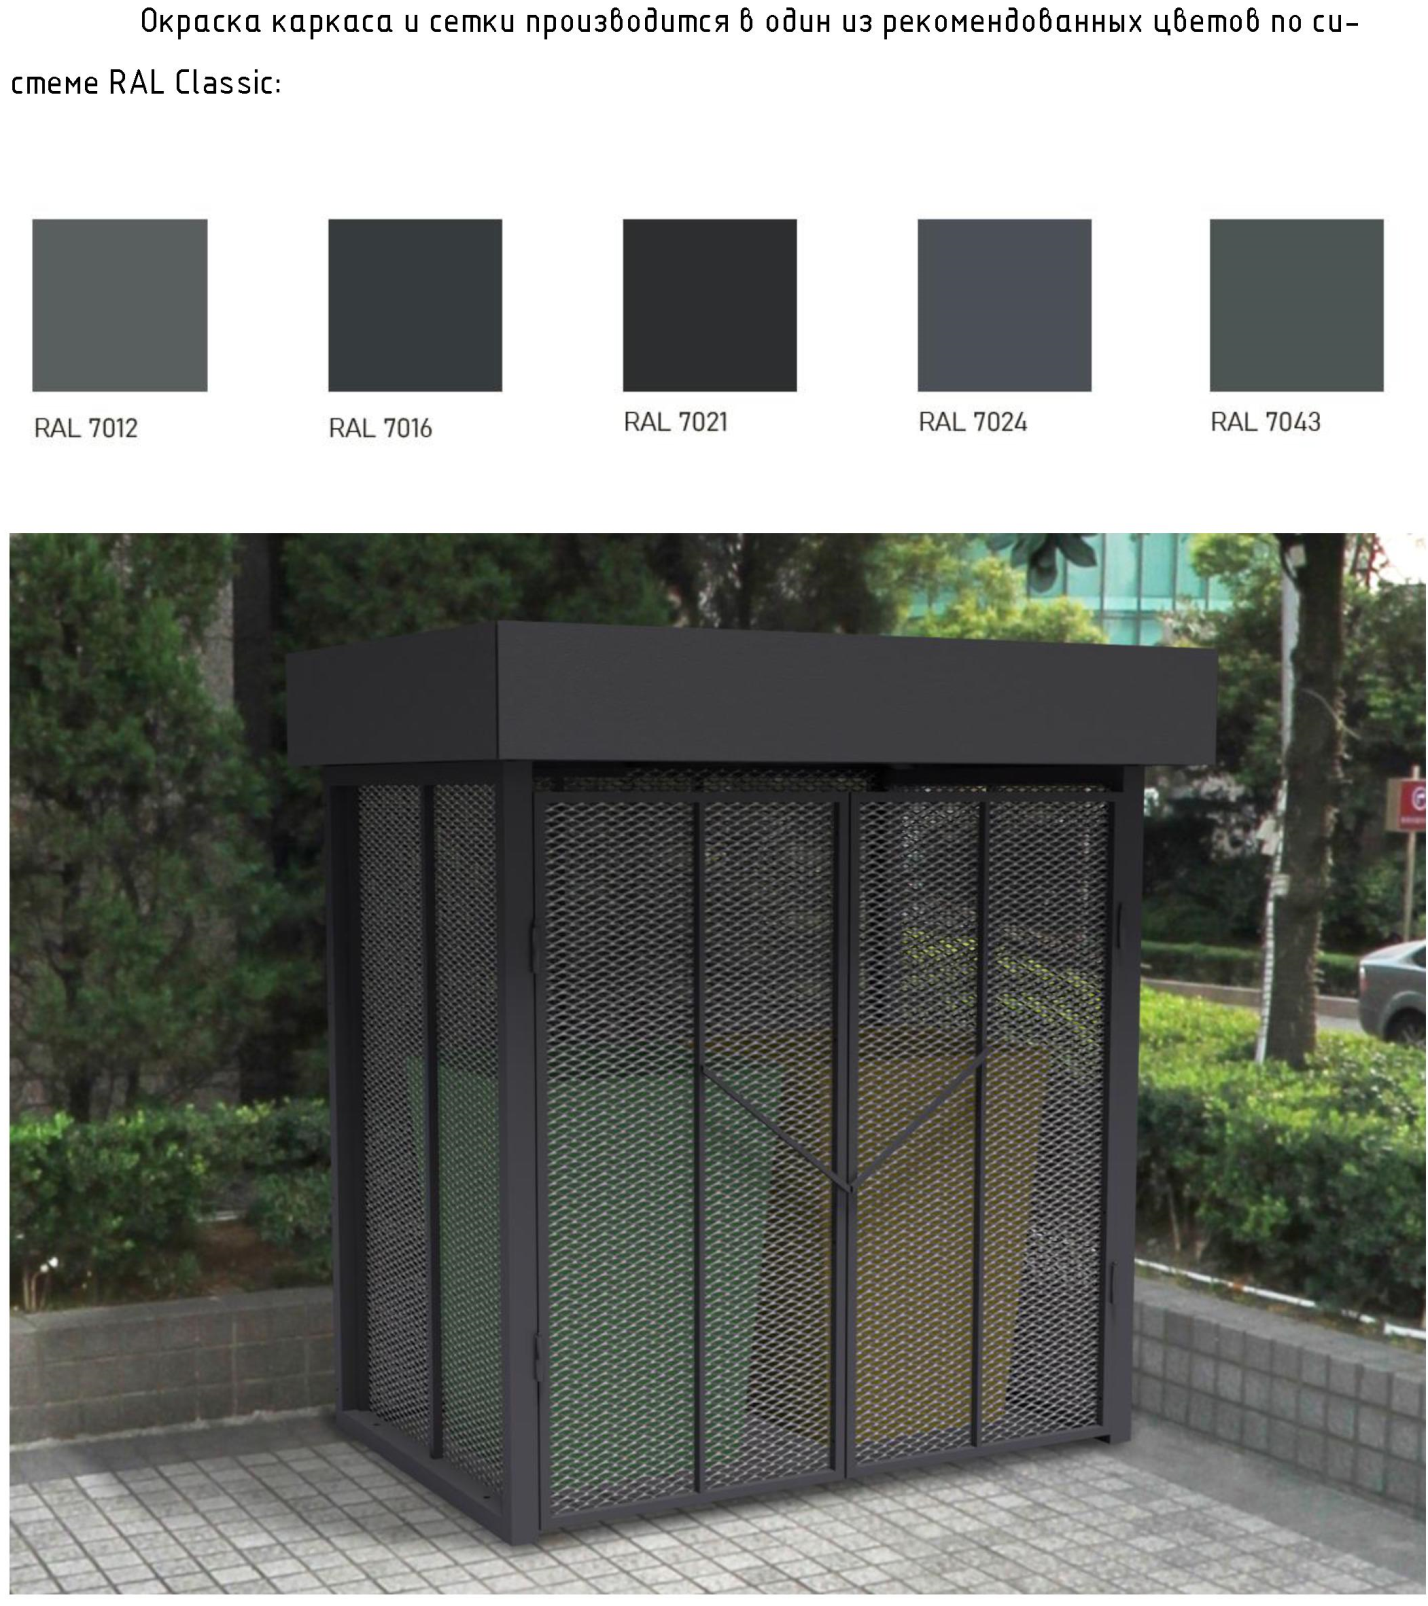 Окраска каркаса и сетки производится в один из рекомендованных цветов по си-
стеме RAL Classic:
RAL 7012
RAL 7016
RAL 7021
RAL 7024
RAL 7043